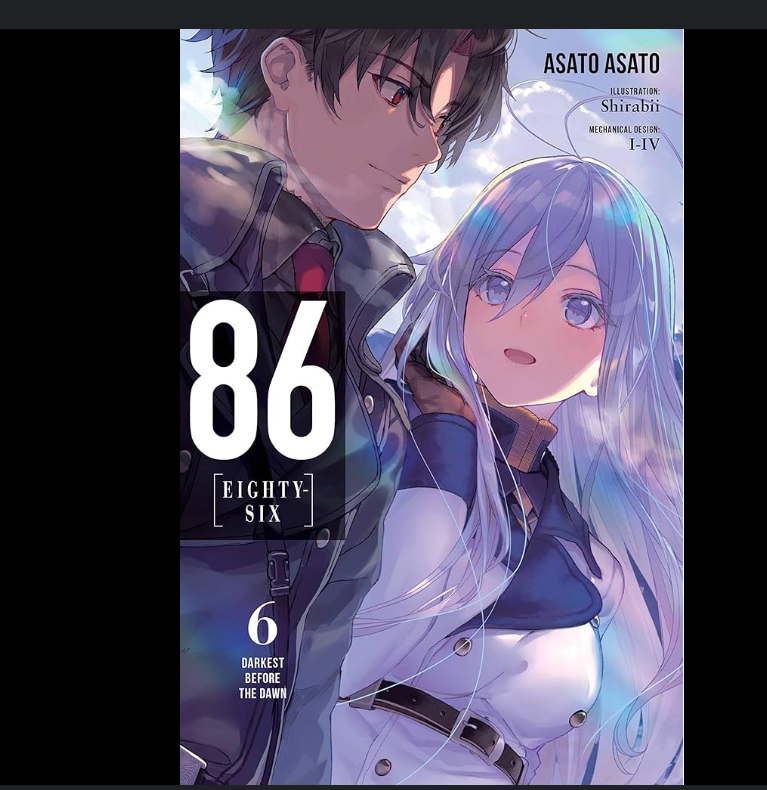 ASATO ASATO
ILLUSTRATION:
Shirabii
MECHANICAL DESIGN:
I-IV
86
[EIGHTY-
SIX]
6
DARKEST
BEFORE
THE DAWN